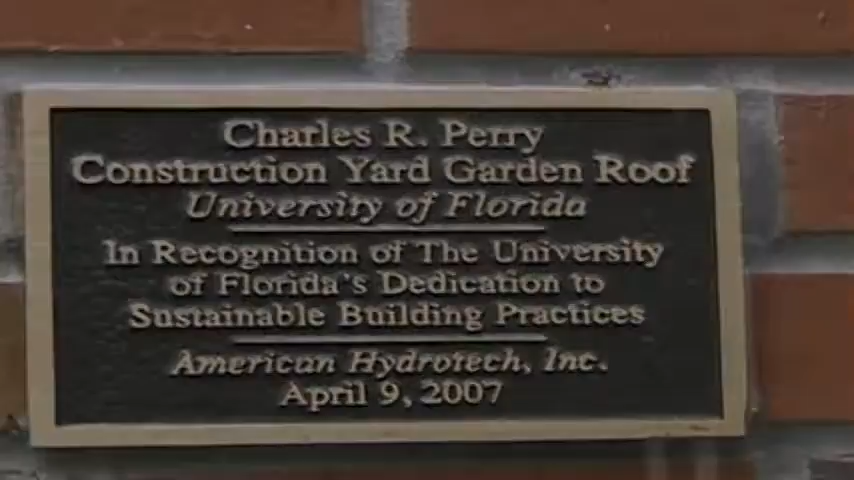 Charles R. Perry
Construction Yard Garden Roof
University of Florida
In Recognition of The University
of Florida's Dedication to
Sustainable Building Practices
American Hydrotech, Inc.
April 9, 2007